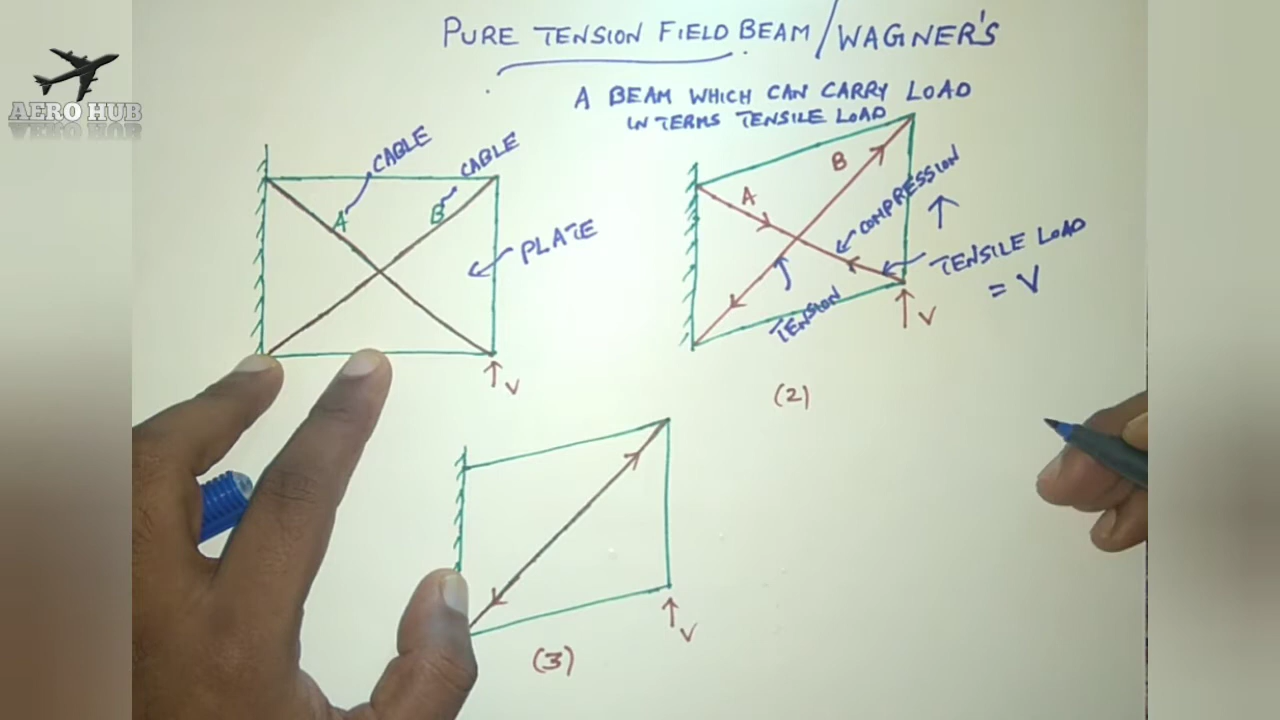 PURE TENSION FIELD BEAM/WAGNER'S
A BEAM WHICH CAN CARRY LOAD
IN TERMS TENSILE LOAD
AERO HUB
CABLE
CABLE
A
B
PLATE
V
A
B
COMPRESSION
TENSILE LOAD
= V
TENSION
V
(2)
V
(3)